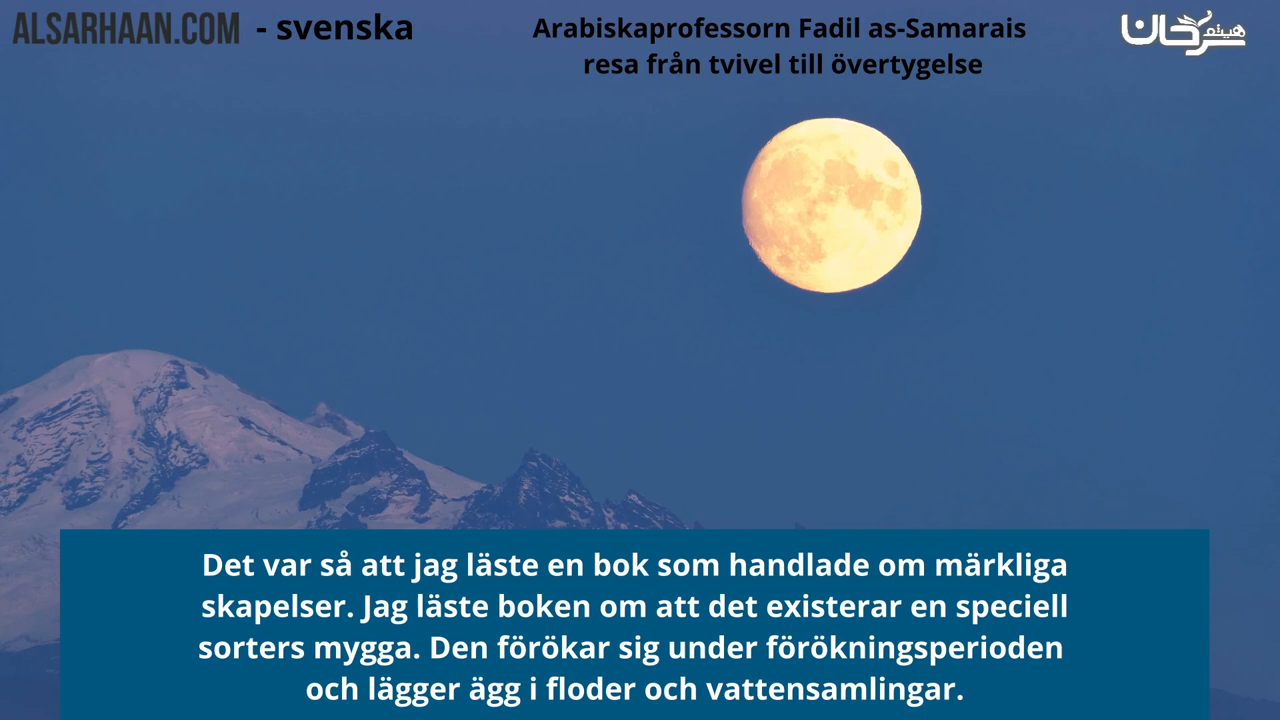 ALSARHAAN.COM - svenska
Arabiskaprofessorn Fadil as-Samarais
resa från tvivel till övertygelse
هيثم
سرحان
Det var så att jag läste en bok som handlade om märkliga
skapelser. Jag läste boken om att det existerar en speciell
sorters mygga. Den förökar sig under förökningsperioden
och lägger ägg i floder och vattensamlingar.